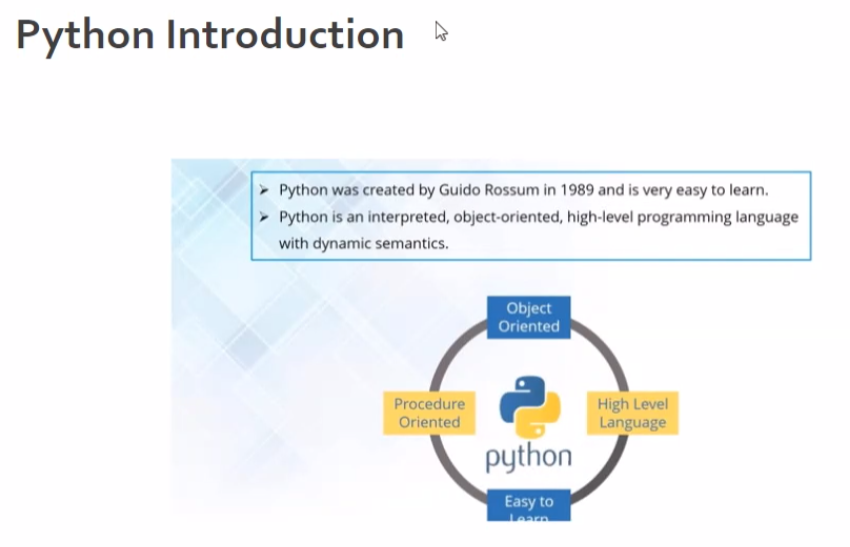 Python Introduction
➤ Python was created by Guido Rossum in 1989 and is very easy to learn.
➤ Python is an interpreted, object-oriented, high-level programming language
with dynamic semantics.
Object
Oriented
Procedure
Oriented
High Level
Language
python
Easy to
Learn